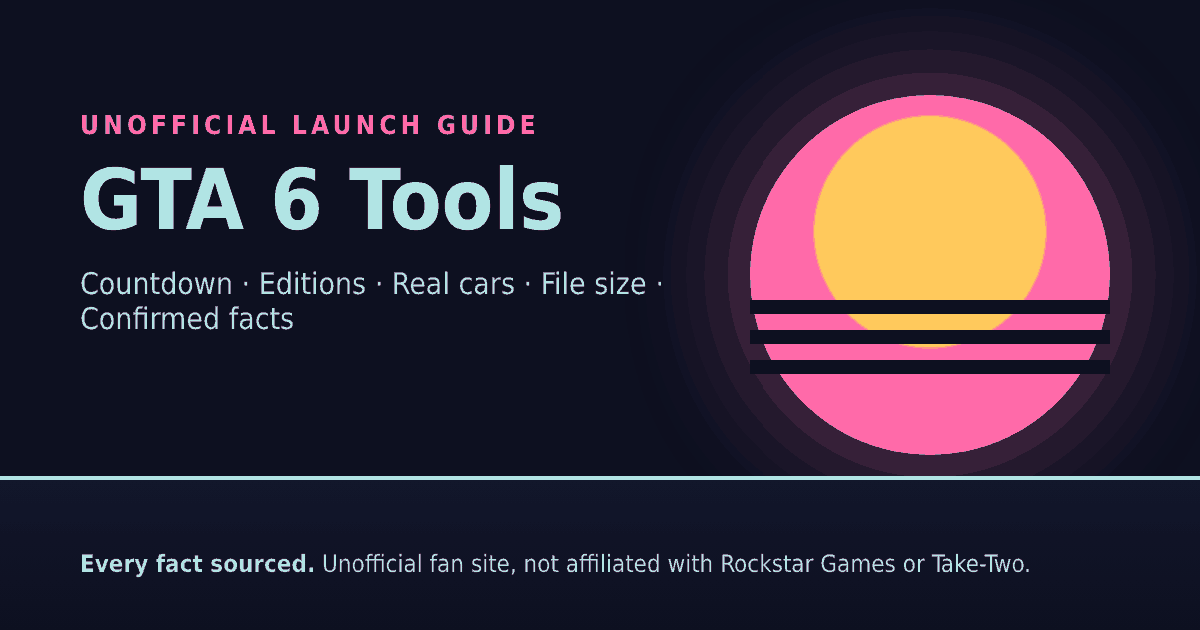 UNOFFICIAL LAUNCH GUIDE
GTA 6 Tools
Countdown · Editions · Real cars · File size ·
Confirmed facts
Every fact sourced. Unofficial fan site, not affiliated with Rockstar Games or Take-Two.